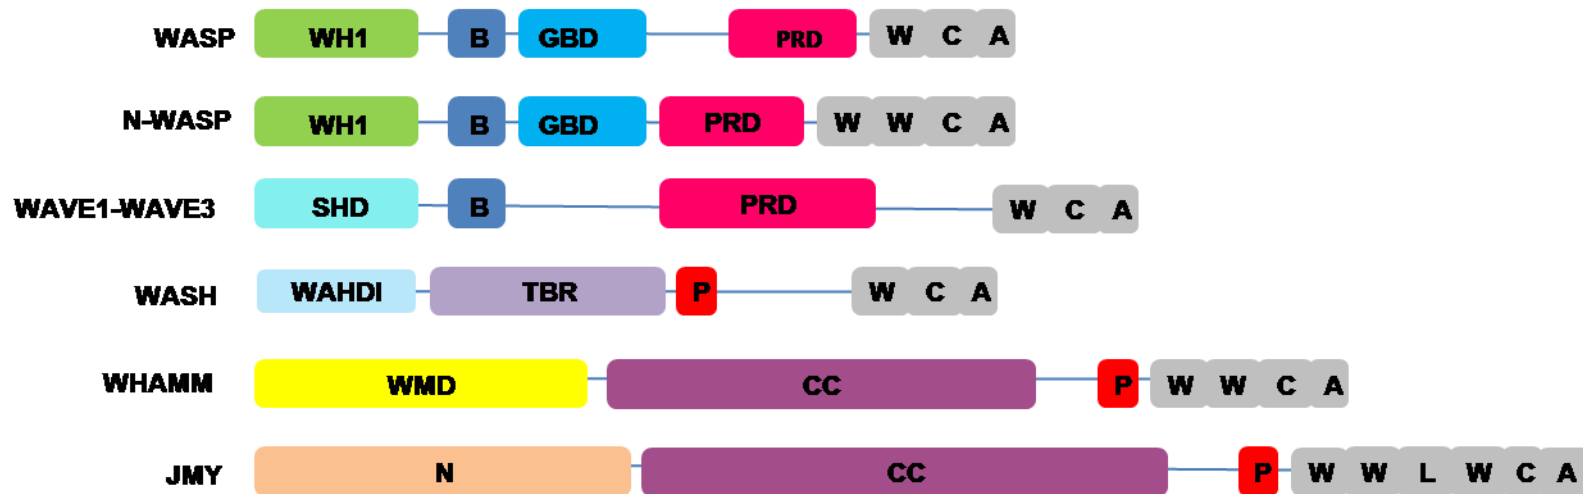 WASP WH1 B GBD PRD W C A
N-WASP WH1 B GBD PRD W W C A
WAVE1-WAVE3 SHD B PRD W C A
WASH WAHDI TBR P W C A
WHAMM WMD CC P W W C A
JMY N CC P W W L W C A